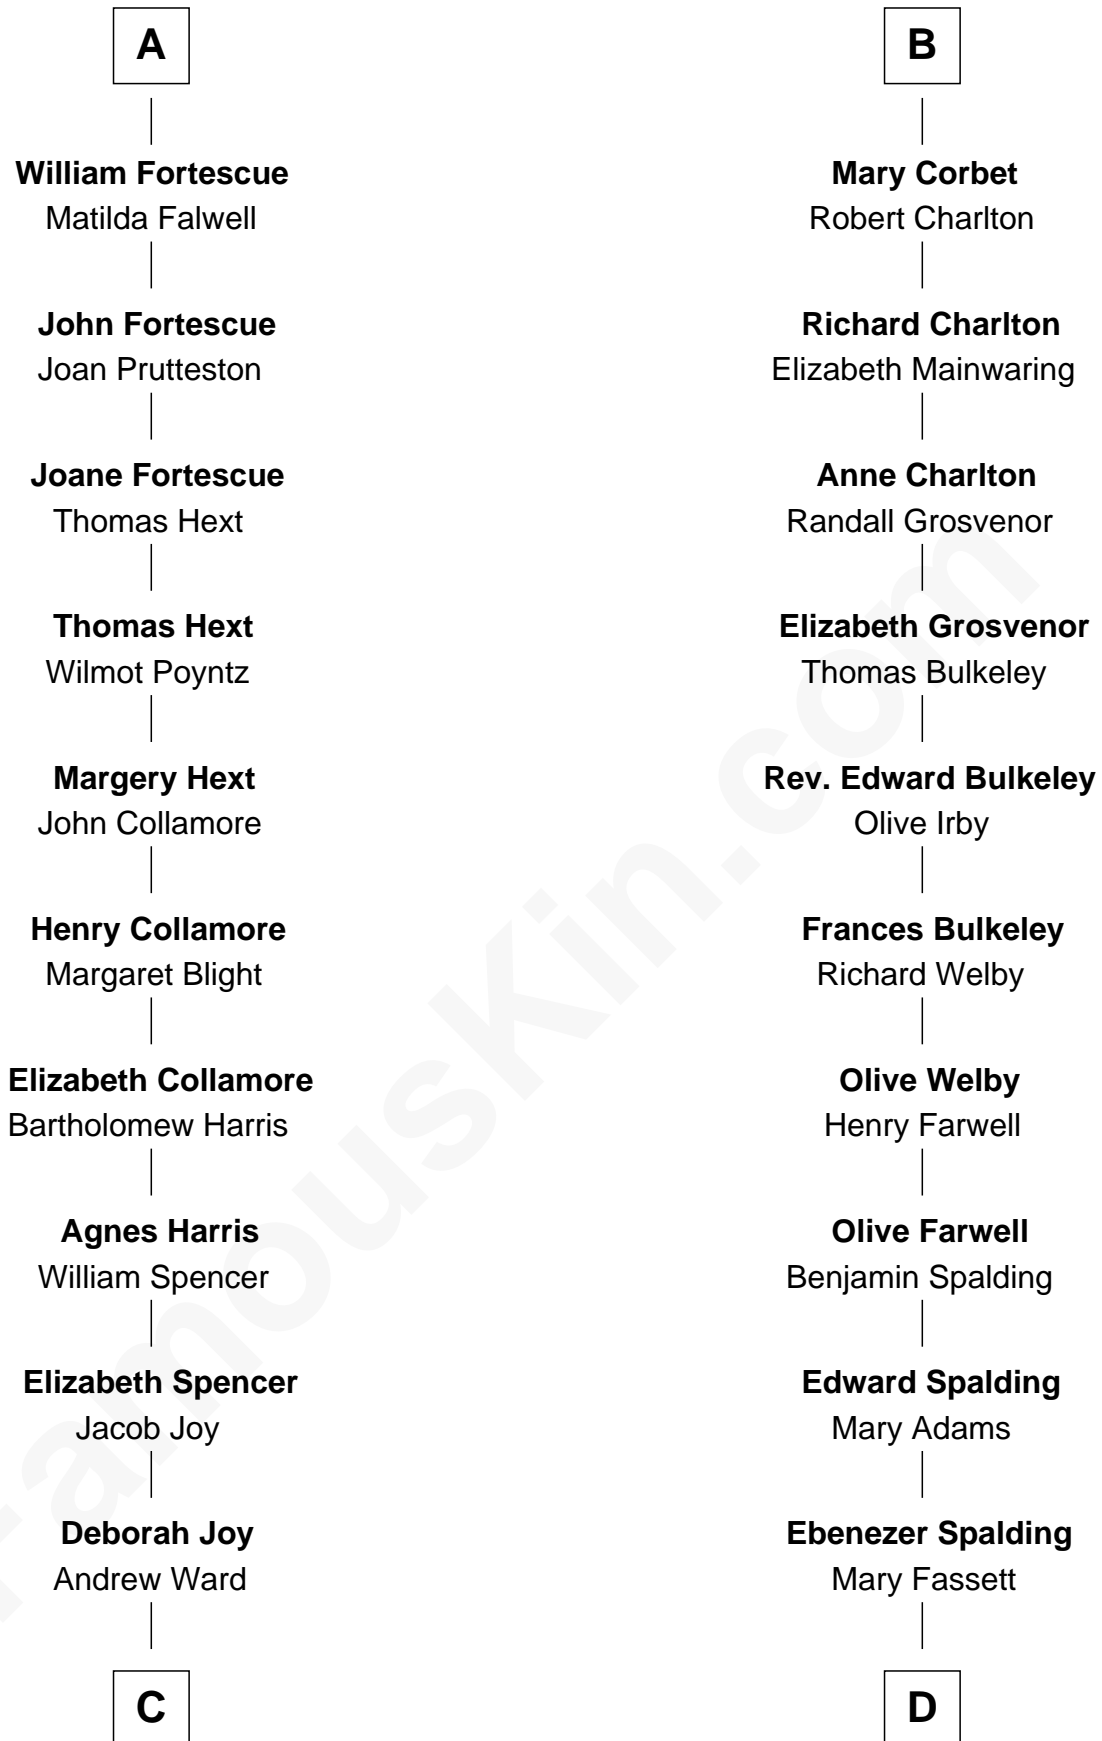 A
William Fortescue
Matilda Falwell
John Fortescue
Joan Prutteston
Joane Fortescue
Thomas Hext
Thomas Hext
Wilmot Poyntz
Margery Hext
John Collamore
Henry Collamore
Margaret Blight
Elizabeth Collamore
Bartholomew Harris
Agnes Harris
William Spencer
Elizabeth Spencer
Jacob Joy
Deborah Joy
Andrew Ward
C
B
Mary Corbet
Robert Charlton
Richard Charlton
Elizabeth Mainwaring
Anne Charlton
Randall Grosvenor
Elizabeth Grosvenor
Thomas Bulkeley
Rev. Edward Bulkeley
Olive Irby
Frances Bulkeley
Richard Welby
Olive Welby
Henry Farwell
Olive Farwell
Benjamin Spalding
Edward Spalding
Mary Adams
Ebenezer Spalding
Mary Fassett
D
FamousKin.com